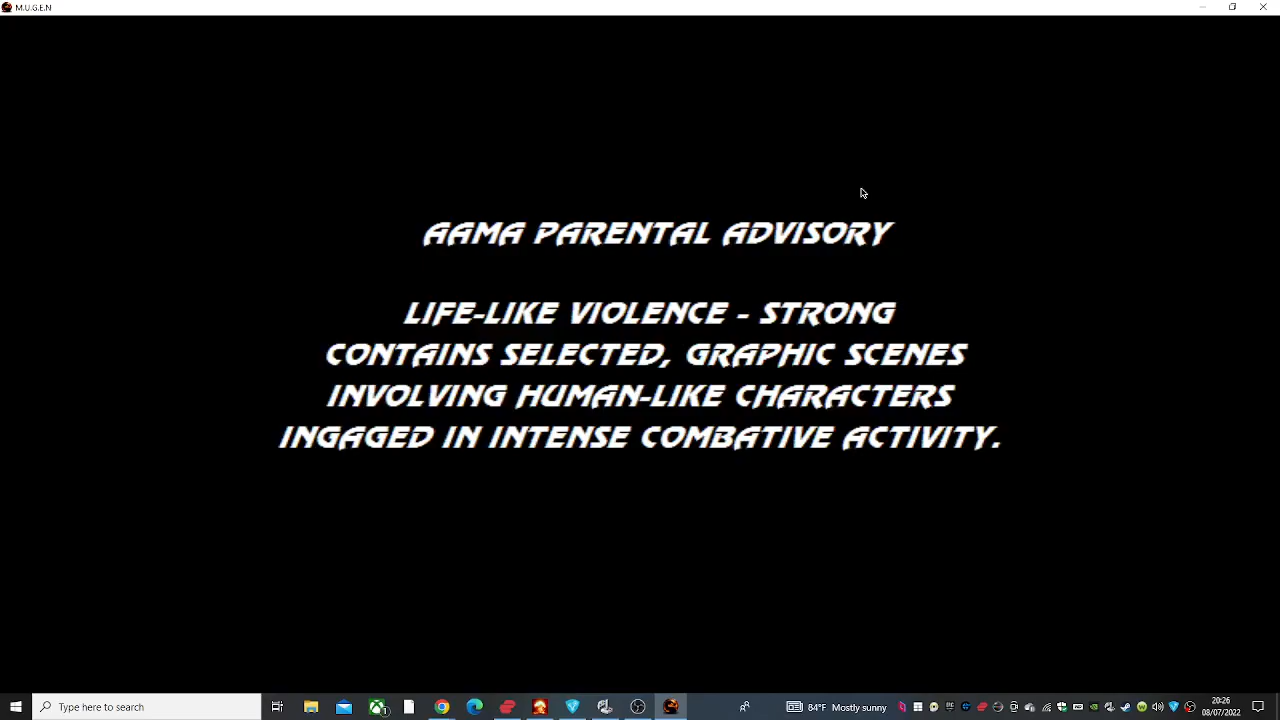 M.U.G.E.N
AAMA PARENTAL ADVISORY
LIFE-LIKE VIOLENCE - STRONG
CONTAINS SELECTED, GRAPHIC SCENES
INVOLVING HUMAN-LIKE CHARACTERS
INGAGED IN INTENSE COMBATIVE ACTIVITY.
Type here to search
84°F Mostly sunny
20:26
08/07/2022